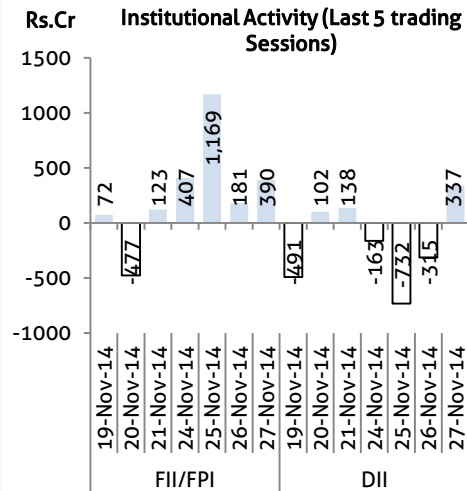 Rs.Cr
Institutional Activity (Last 5 trading
Sessions)
1500
1000
500
0
-500
-1000
72
-477
123
407
1,169
181
390
-491
102
138
-163
-732
-315
337
19-Nov-14
20-Nov-14
21-Nov-14
24-Nov-14
25-Nov-14
26-Nov-14
27-Nov-14
19-Nov-14
20-Nov-14
21-Nov-14
24-Nov-14
25-Nov-14
26-Nov-14
27-Nov-14
FII/FPI
DII